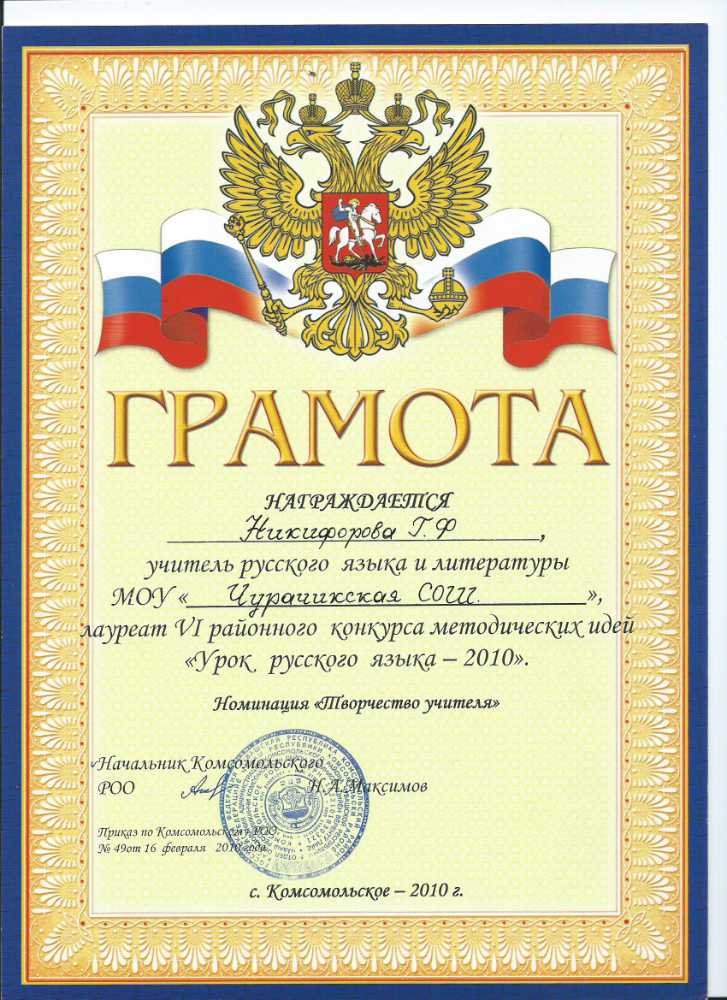 ГРАМОТА
НАГРАЖДАЕТСЯ
Никифорова Г.Ф,
учитель русского языка и литературы
МОУ «Чурачикская СОШ.»,
лауреат VI районного конкурса методических идей
«Урок русского языка – 2010».
Номинация «Творчество учителя»
Начальник Комсомольского
РОО Н.А.Максимов
Приказ по Комсомольскому РОО
№ 49от 16 февраля 2010 года
с. Комсомольское – 2010 г.